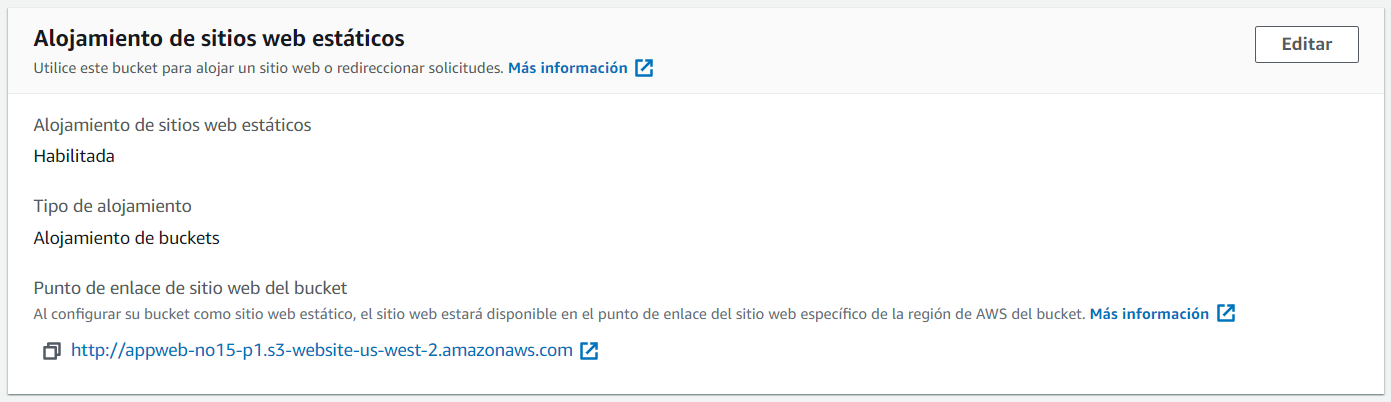 Alojamiento de sitios web estáticos
Editar
Utilice este bucket para alojar un sitio web o redireccionar solicitudes. Más información
Alojamiento de sitios web estáticos
Habilitada
Tipo de alojamiento
Alojamiento de buckets
Punto de enlace de sitio web del bucket
Al configurar su bucket como sitio web estático, el sitio web estará disponible en el punto de enlace del sitio web específico de la región de AWS del bucket. Más información
http://appweb-no15-p1.s3-website-us-west-2.amazonaws.com